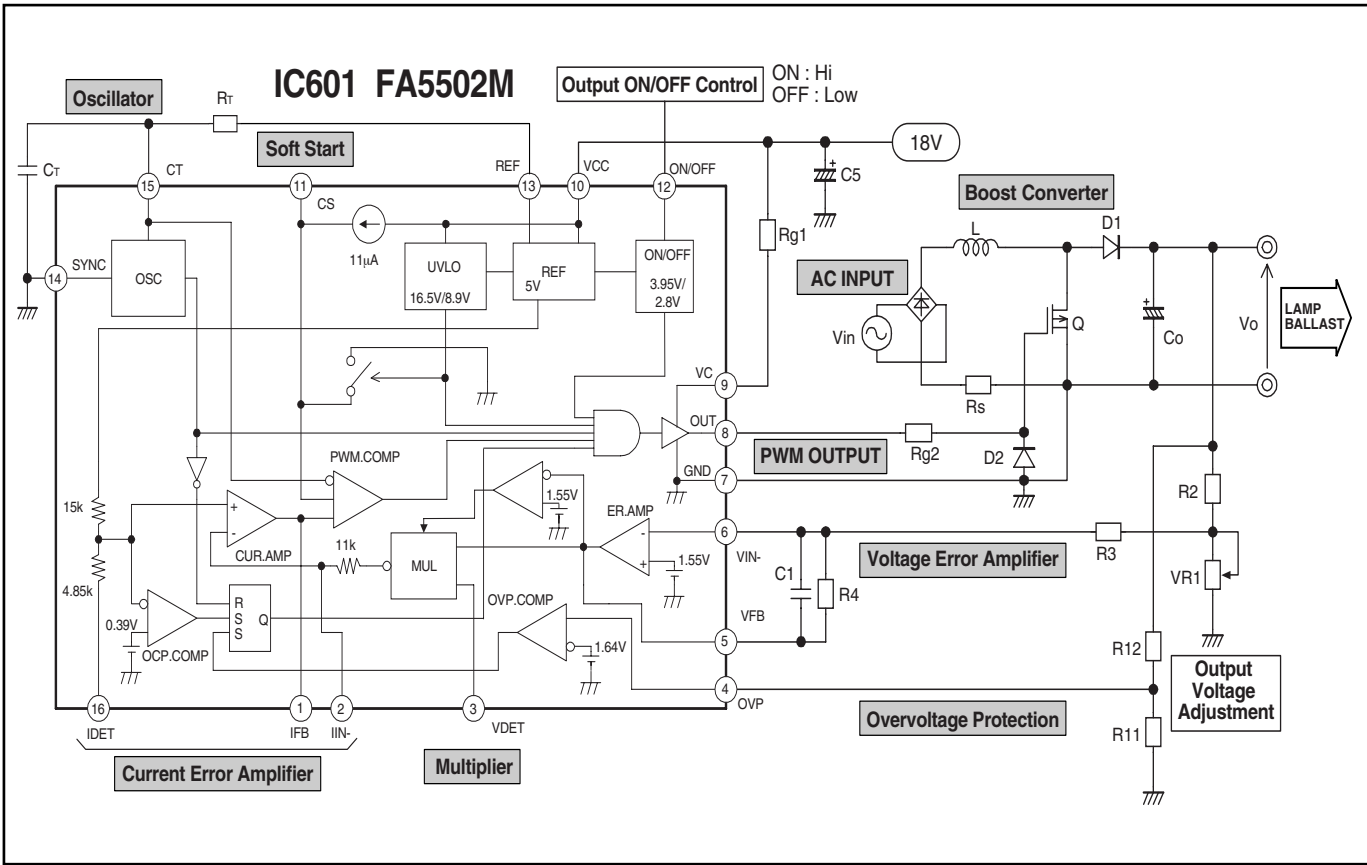 IC601 FA5502M
Output ON/OFF Control
ON : Hi
OFF : Low
Oscillator
RT
Soft Start
CT
CT
15
11
CS
REF
13
VCC
10
ON/OFF
12
18V
C5
Rg1
Boost Converter
L
D1
SYNC
14
OSC
11µA
UVLO
16.5V/8.9V
REF
5V
ON/OFF
3.95V/
2.8V
AC INPUT
Vin
Q
Co
Vo
LAMP
BALLAST
VC
9
Rs
OUT
8
PWM OUTPUT
Rg2
D2
GND
7
PWM.COMP
1.55V
ER.AMP
R2
15k
+
-
CUR.AMP
11k
MUL
-
+
1.55V
6
VIN-
Voltage Error Amplifier
R3
VR1
4.85k
C1
R4
VFB
5
0.39V
OCP.COMP
R
S
S
Q
OVP.COMP
1.64V
4
OVP
R12
Output
Voltage
Adjustment
Overvoltage Protection
R11
16
IDET
1
IFB
2
IIN-
3
VDET
Current Error Amplifier
Multiplier